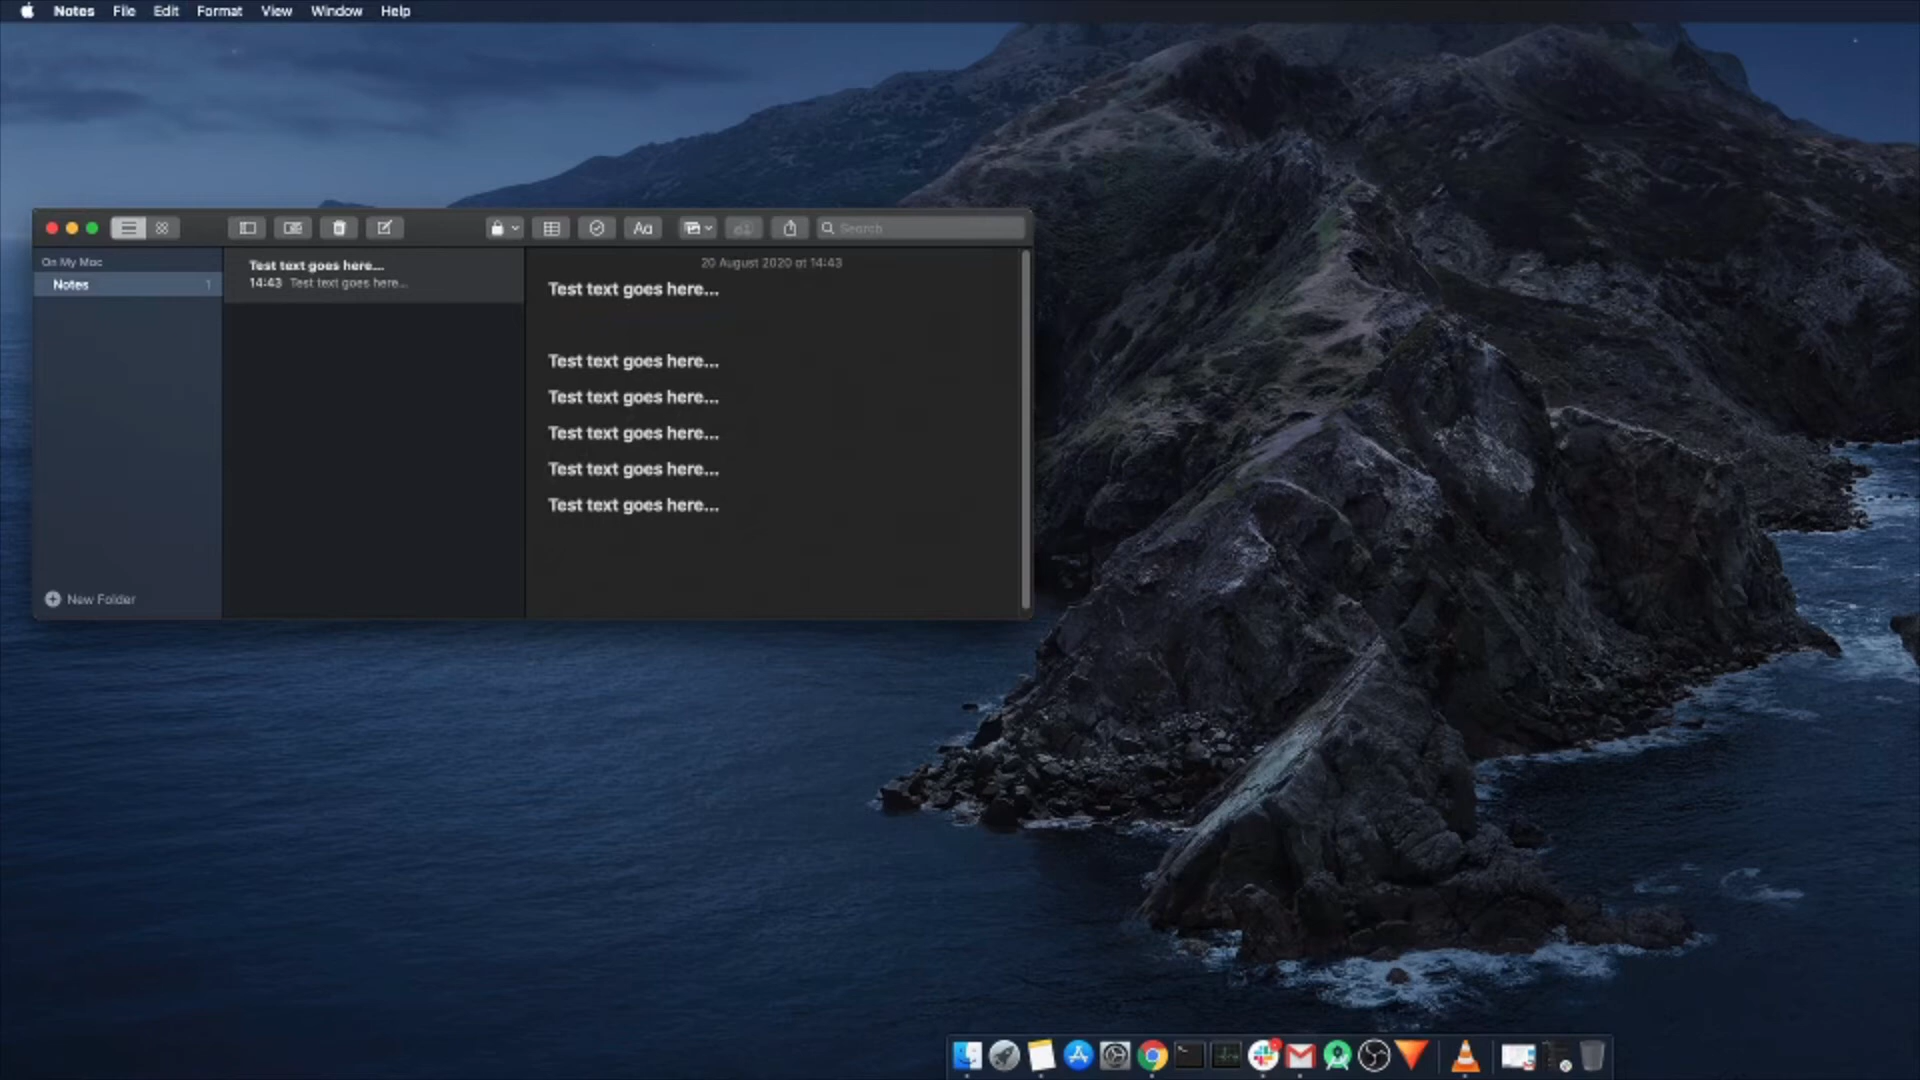 Notes File Edit Format View Window Help
Aa
Search
On My Mac
Notes 1
New Folder
Test text goes here...
14:43 Test text goes here...
20 August 2020 at 14:43
Test text goes here...
Test text goes here...
Test text goes here...
Test text goes here...
Test text goes here...
Test text goes here...